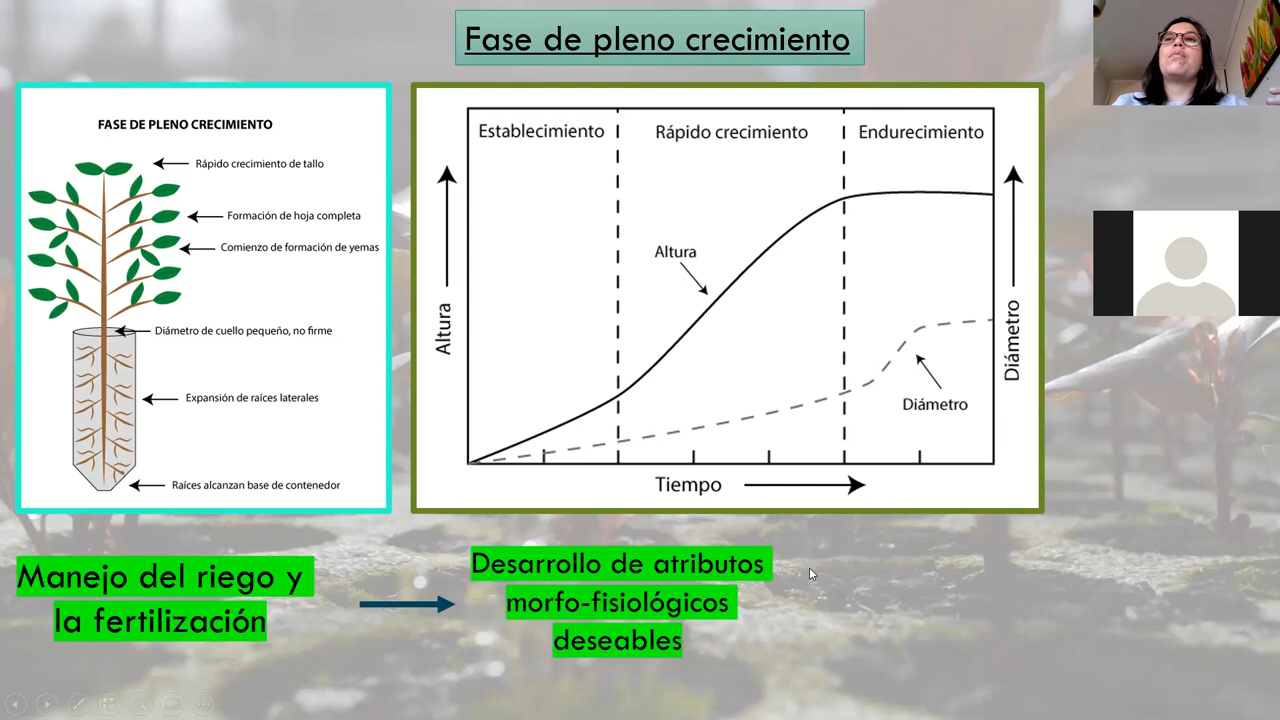 Fase de pleno crecimiento
FASE DE PLENO CRECIMIENTO
Rápido crecimiento de tallo
Formación de hoja completa
Comienzo de formación de yemas
Diámetro de cuello pequeño, no firme
Expansión de raíces laterales
Raíces alcanzan base de contenedor
Establecimiento
Rápido crecimiento
Endurecimiento
Altura
Altura
Diámetro
Diámetro
Tiempo
Manejo del riego y
la fertilización
Desarrollo de atributos
morfo-fisiológicos
deseables